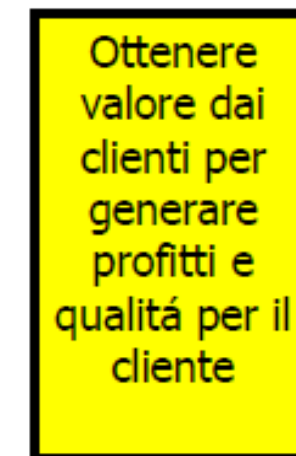 Ottenere
valore dai
clienti per
generare
profitti e
qualitá per il
cliente